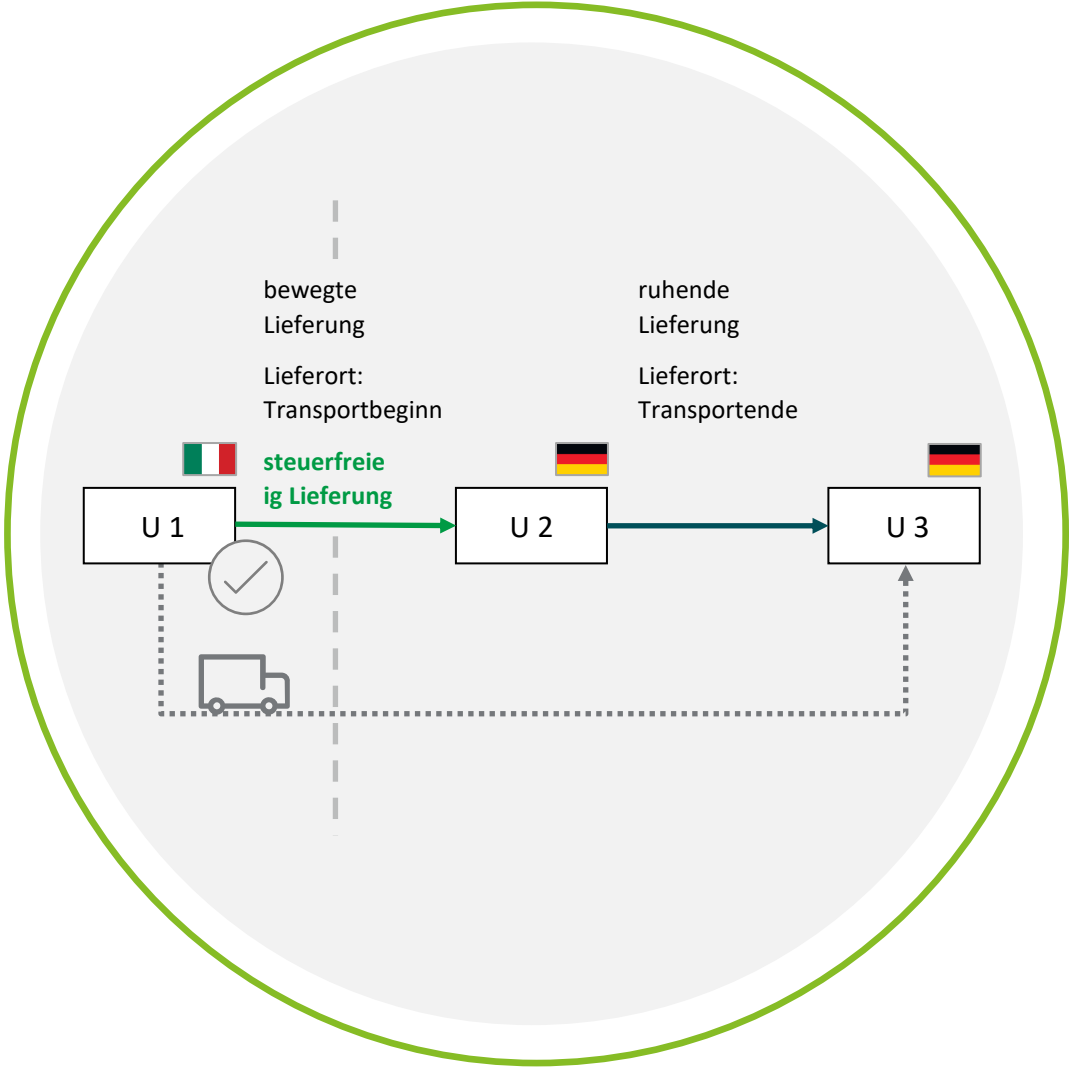 bewegte
Lieferung
Lieferort:
Transportbeginn
steuerfreie
ig Lieferung
ruhende
Lieferung
Lieferort:
Transportende
U 1
U 2
U 3